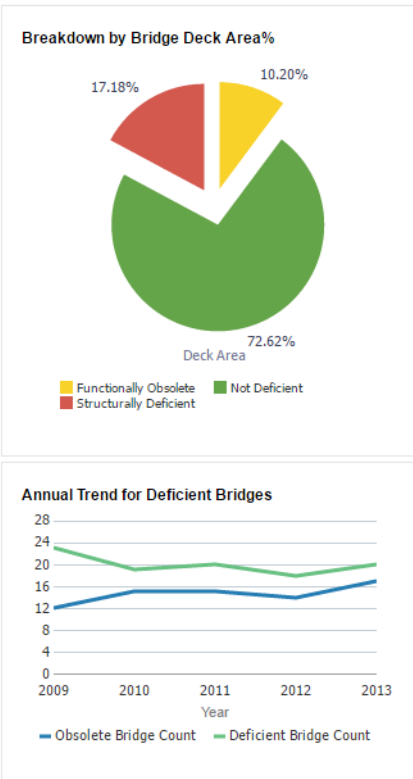 Breakdown by Bridge Deck Area%
17.18%
10.20%
72.62%
Deck Area
Functionally Obsolete Not Deficient
Structurally Deficient
Annual Trend for Deficient Bridges
28
24
20
16
12
8
4
0
2009 2010 2011 2012 2013
Year
Obsolete Bridge Count Deficient Bridge Count